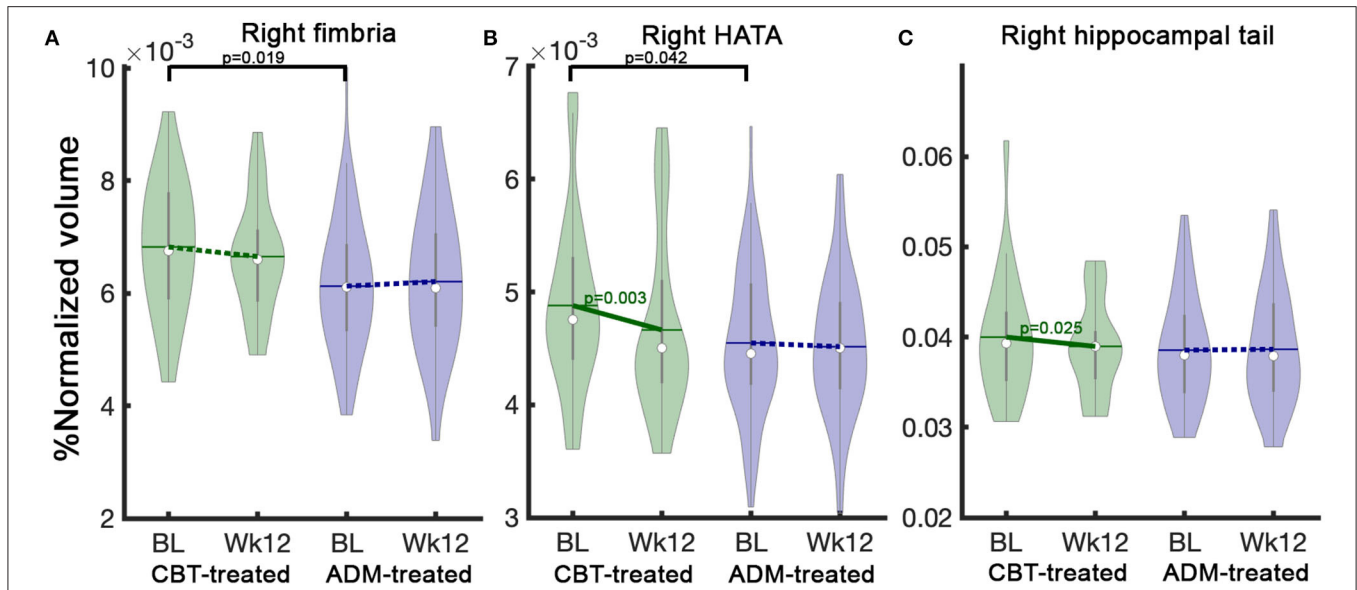 A
Right fimbria
×10⁻³
p=0.019
10
8
6
4
2
%Normalized volume
BL Wk12 BL Wk12
CBT-treated ADM-treated
B
Right HATA
×10⁻³
p=0.042
7
6
5
4
3
p=0.003
BL Wk12 BL Wk12
CBT-treated ADM-treated
C
Right hippocampal tail
0.06
0.05
0.04
0.03
0.02
p=0.025
BL Wk12 BL Wk12
CBT-treated ADM-treated